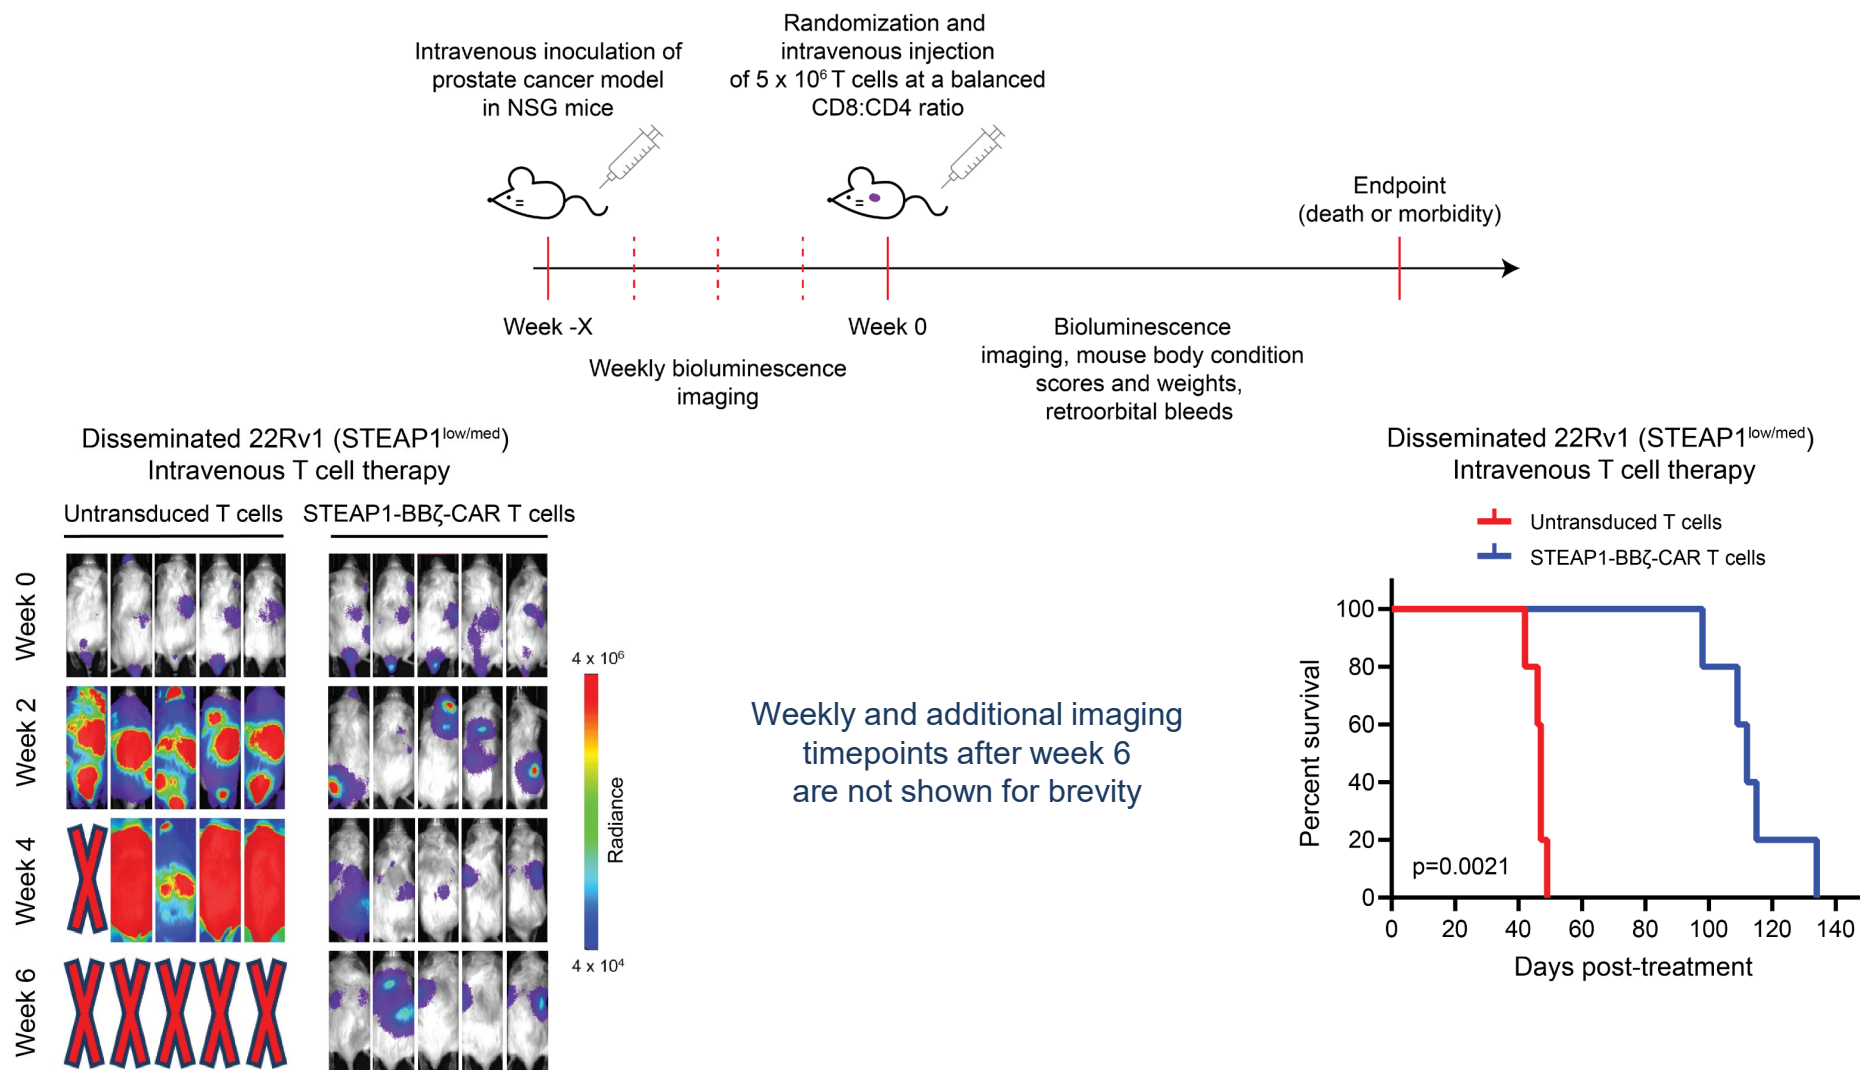 Intravenous inoculation of
prostate cancer model
in NSG mice
Randomization and
intravenous injection
of 5 x 10⁶ T cells at a balanced
CD8:CD4 ratio
Endpoint
(death or morbidity)
Week -X
Week 0
Weekly bioluminescence
imaging
Bioluminescence
imaging, mouse body condition
scores and weights,
retroorbital bleeds
Disseminated 22Rv1 (STEAP1low/med)
Intravenous T cell therapy
Untransduced T cells
STEAP1-BBζ-CAR T cells
Week 0
Week 2
Week 4
Week 6
4 x 10⁶
Radiance
4 x 10⁴
Weekly and additional imaging
timepoints after week 6
are not shown for brevity
Disseminated 22Rv1 (STEAP1low/med)
Intravenous T cell therapy
Untransduced T cells
STEAP1-BBζ-CAR T cells
Percent survival
100
80
60
40
20
0
p=0.0021
0 20 40 60 80 100 120 140
Days post-treatment